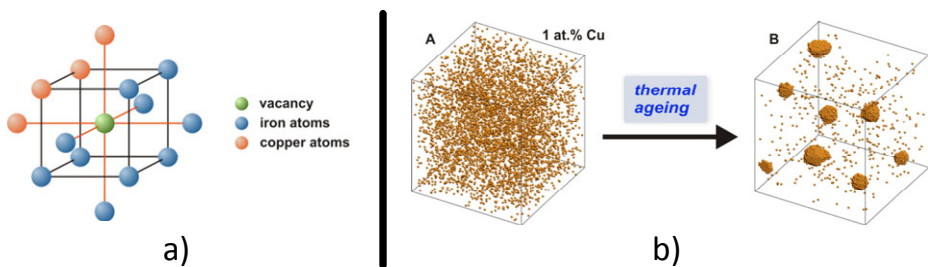 vacancy
iron atoms
copper atoms
a)
A
1 at.% Cu
thermal
ageing
B
b)